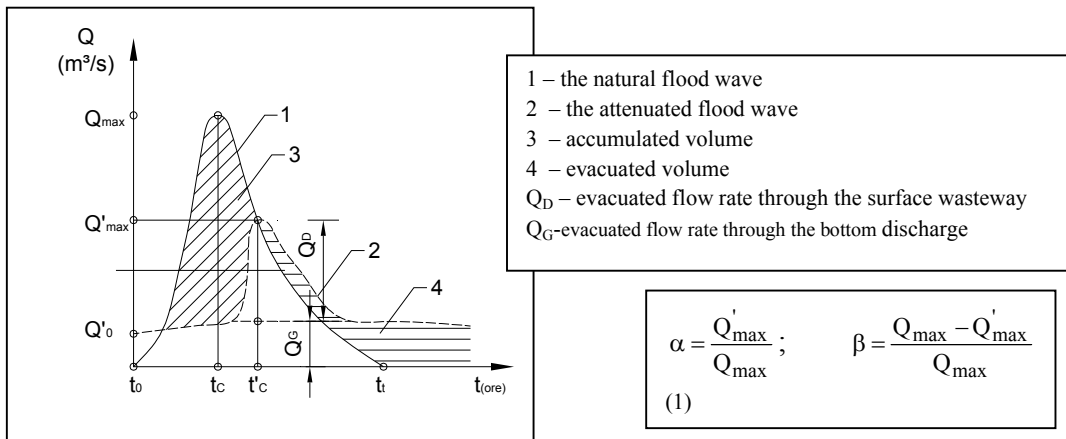 Q
(m³/s)
Qmax
Q'max
Q'0
1
3
2
4
QD
QG
t0
tC
t'C
tt
t(ore)
1 – the natural flood wave
2 – the attenuated flood wave
3 – accumulated volume
4 – evacuated volume
QD – evacuated flow rate through the surface wasteway
QG-evacuated flow rate through the bottom discharge
α = Q'max / Qmax ; β = (Qmax − Q'max) / Qmax
(1)